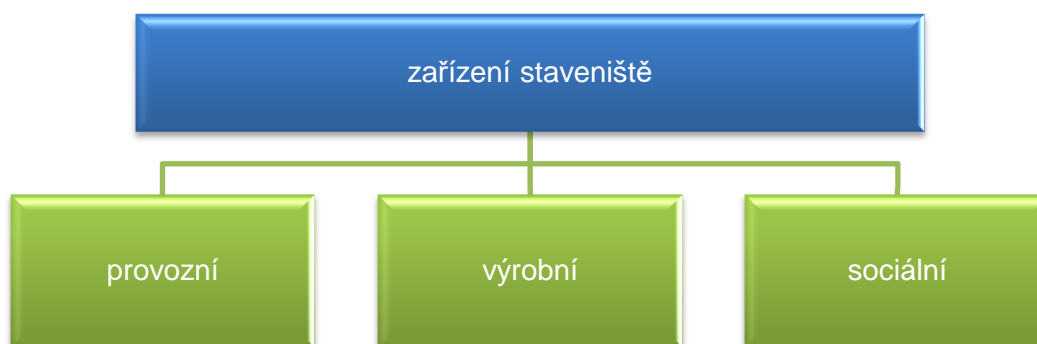 zařízení staveniště
provozní
výrobní
sociální